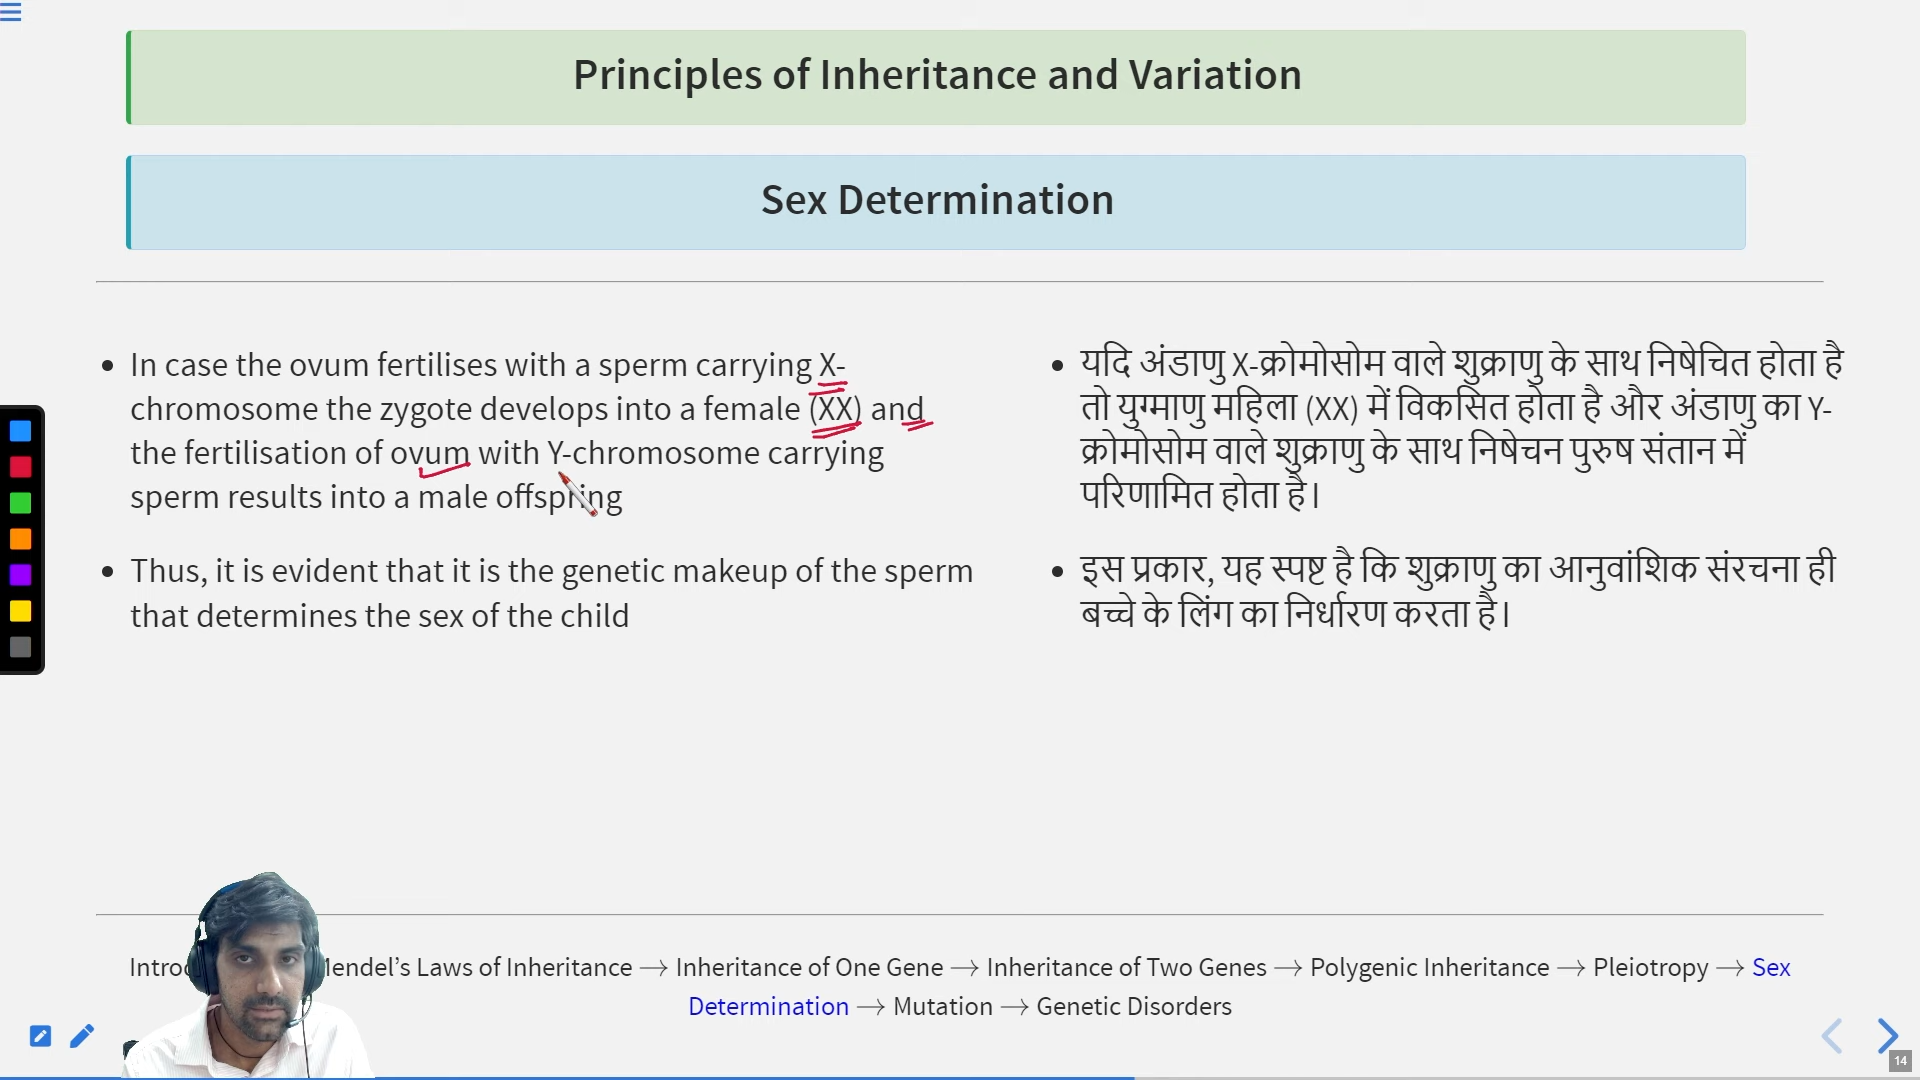 Principles of Inheritance and Variation
Sex Determination
In case the ovum fertilises with a sperm carrying X-
chromosome the zygote develops into a female (XX) and
the fertilisation of ovum with Y-chromosome carrying
sperm results into a male offspring
Thus, it is evident that it is the genetic makeup of the sperm
that determines the sex of the child
यदि अंडाणु X-क्रोमोसोम वाले शुक्राणु के साथ निषेचित होता है
तो युग्माणु महिला (XX) में विकसित होता है और अंडाणु का Y-
क्रोमोसोम वाले शुक्राणु के साथ निषेचन पुरुष संतान में
परिणामित होता है।
इस प्रकार, यह स्पष्ट है कि शुक्राणु का आनुवांशिक संरचना ही
बच्चे के लिंग का निर्धारण करता है।
Mendel's Laws of Inheritance → Inheritance of One Gene → Inheritance of Two Genes → Polygenic Inheritance → Pleiotropy → Sex
Determination → Mutation → Genetic Disorders
14